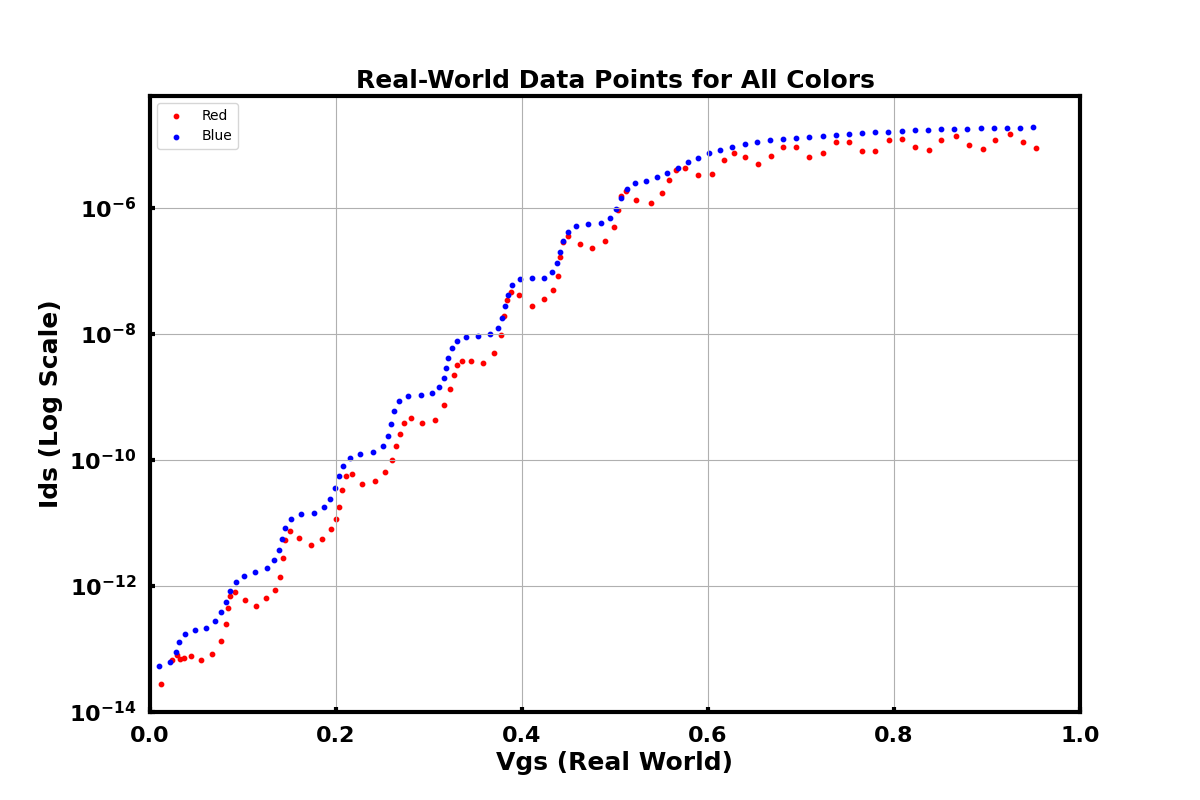 Real-World Data Points for All Colors
Red
Blue
Ids (Log Scale)
10⁻⁶
10⁻⁸
10⁻¹⁰
10⁻¹²
10⁻¹⁴
0.0 0.2 0.4 0.6 0.8 1.0
Vgs (Real World)